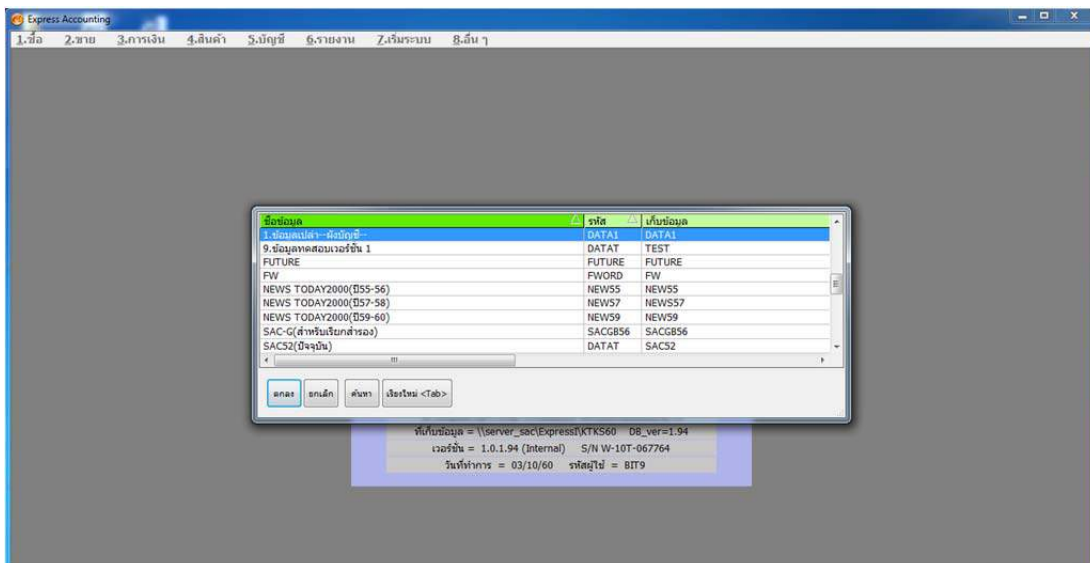 Express Accounting
1.ซื้อ 2.ขาย 3.การเงิน 4.สินค้า 5.บัญชี 6.รายงาน 7.เริ่มระบบ 8.อื่น ๆ
ชื่อข้อมูล รหัส เก็บข้อมูล
1.ข้อมูลเปล่า--ผังบัญชี-- DATA1 DATA1
9.ข้อมูลทดสอบเวอร์ชั่น 1 DATAT TEST
FUTURE FUTURE FUTURE
FW FWORD FW
NEWS TODAY2000(ปี55-56) NEW55 NEW55
NEWS TODAY2000(ปี57-58) NEW57 NEWS57
NEWS TODAY2000(ปี59-60) NEW59 NEW59
SAC-G(สำหรับเรียกสำรอง) SACGB56 SACGB56
SAC52(ปัจจุบัน) DATAT SAC52
ตกลง ยกเลิก ค้นหา เรียงใหม่ <Tab>
ที่เก็บข้อมูล = \\server_sac\ExpressI\KTKS60 DB_ver=1.94
เวอร์ชั่น = 1.0.1.94 (Internal) S/N W-10T-067764
วันที่ทำการ = 03/10/60 รหัสผู้ใช้ = BIT9